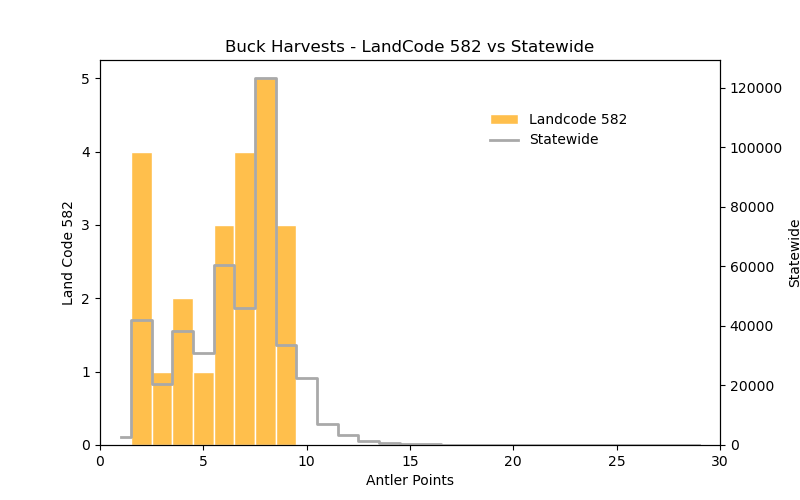 Buck Harvests - LandCode 582 vs Statewide
Land Code 582
5
4
3
2
1
0
Landcode 582
Statewide
120000
100000
80000
60000
40000
20000
0
Statewide
0 5 10 15 20 25 30
Antler Points